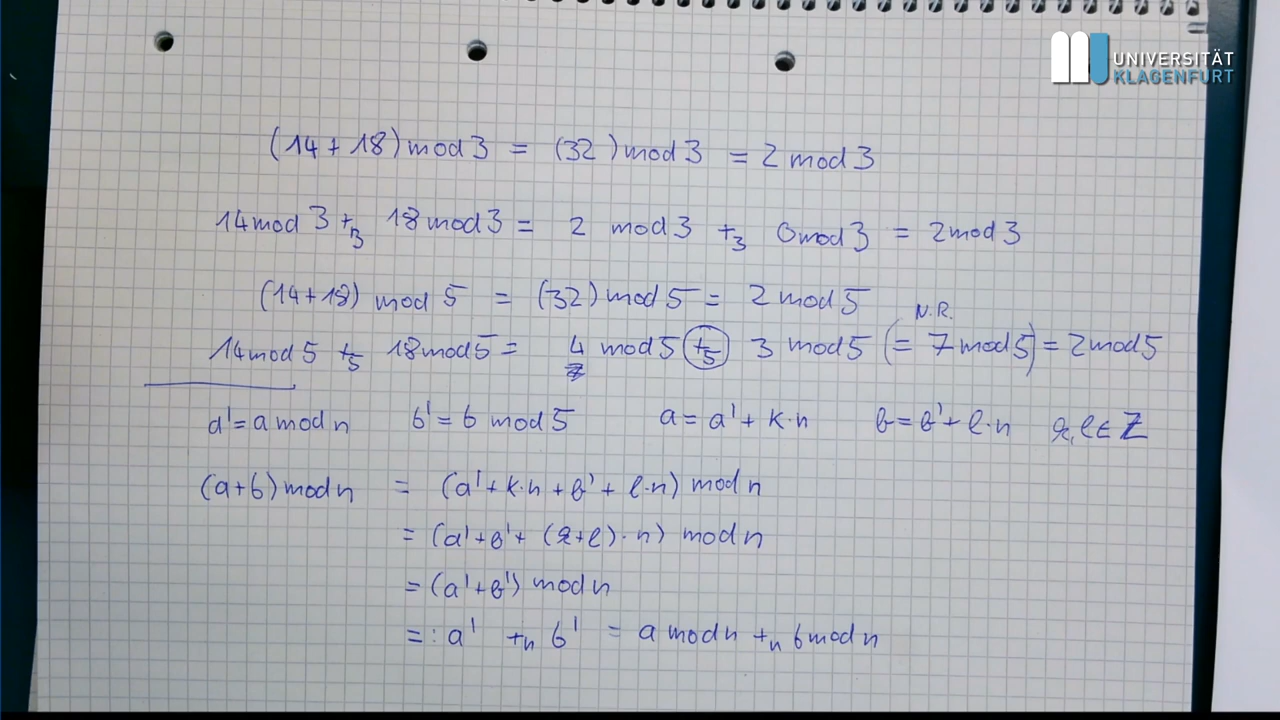 UNIVERSITÄT
KLAGENFURT
(14+18) mod 3 = (32) mod 3 = 2 mod 3
14 mod 3 +₃ 18 mod 3 = 2 mod 3 +₃ 0 mod 3 = 2 mod 3
(14+18) mod 5 = (32) mod 5 = 2 mod 5
N.R.
14 mod 5 +₅ 18 mod 5 = 4 mod 5 +₅ 3 mod 5 (= 7 mod 5) = 2 mod 5
a' = a mod n b' = b mod 5 a = a' + k·n b = b' + l·n k, l ∈ Z
(a+b) mod n = (a' + k·n + b' + l·n) mod n
= (a' + b' + (k+l)·n) mod n
= (a' + b') mod n
=: a' +ₙ b' = a mod n +ₙ b mod n